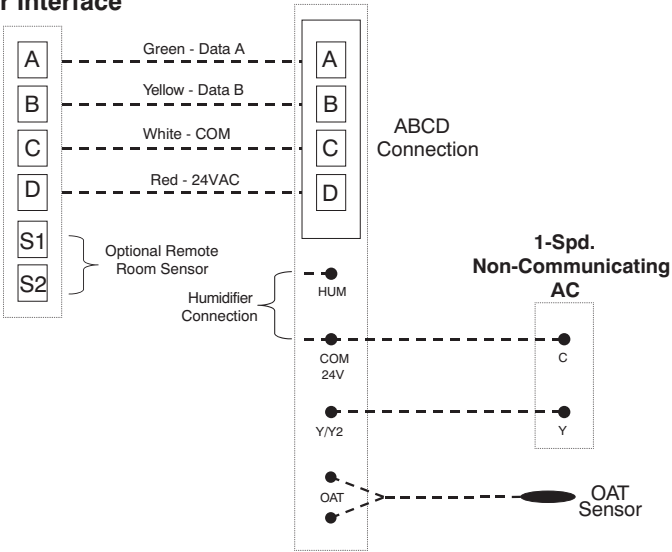 r Interface
A
Green - Data A
A
B
Yellow - Data B
B
C
White - COM
C
D
Red - 24VAC
D
ABCD
Connection
S1
S2
Optional Remote
Room Sensor
HUM
Humidifier
Connection
COM
24V
Y/Y2
OAT
1-Spd.
Non-Communicating
AC
C
Y
OAT
Sensor